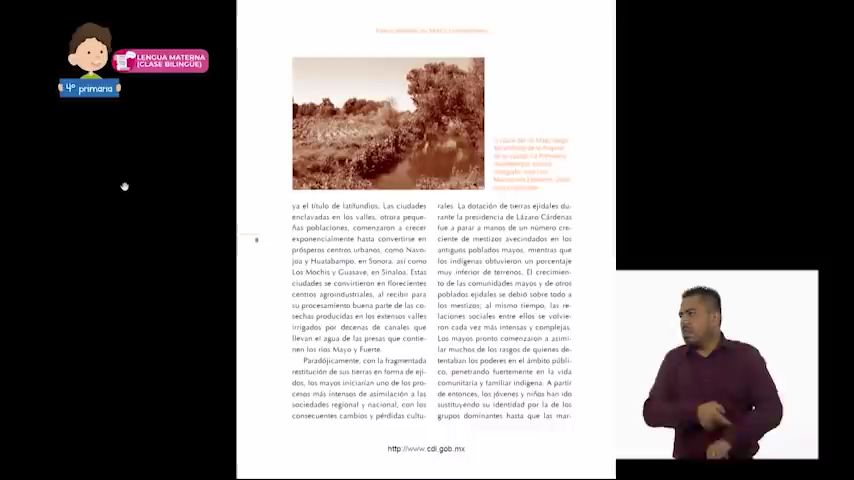 LENGUA MATERNA
(CLASE BILINGÜE)
4° primaria
ya el título de latifundios. Las ciudades
enclavadas en los valles, otrora peque-
ñas poblaciones, comenzaron a crecer
exponencialmente hasta convertirse en
prósperos centros urbanos, como Navo-
joa y Huatabampo, en Sonora, así como
Los Mochis y Guasave, en Sinaloa. Estas
ciudades se convirtieron en florecientes
centros agroindustriales, al recibir para
su procesamiento buena parte de las co-
sechas producidas en los extensos valles
irrigados por decenas de canales que
llevan el agua de las presas que contie-
nen los ríos Mayo y Fuerte.
Paradójicamente, con la fragmentada
restitución de sus tierras en forma de eji-
dos, los mayos iniciarían uno de los pro-
cesos más intensos de asimilación a las
sociedades regional y nacional, con los
consecuentes cambios y pérdidas cultu-
8
rales. La dotación de tierras ejidales du-
rante la presidencia de Lázaro Cárdenas
fue a parar a manos de un número cre-
ciente de mestizos avecindados en los
antiguos poblados mayos, mientras que
los indígenas obtuvieron un porcentaje
muy inferior de terrenos. El crecimien-
to de las comunidades mayos y de otros
poblados ejidales se debió sobre todo a
los mestizos; al mismo tiempo, las re-
laciones sociales entre ellos se volvie-
ron cada vez más intensas y complejas.
Los mayos pronto comenzaron a asimi-
lar muchos de los rasgos de quienes de-
tentaban los poderes en el ámbito públi-
co, penetrando fuertemente en la vida
comunitaria y familiar indígena. A partir
de entonces, los jóvenes y niños han ido
sustituyendo su identidad por la de los
grupos dominantes hasta que las mar-
http://www.cdi.gob.mx